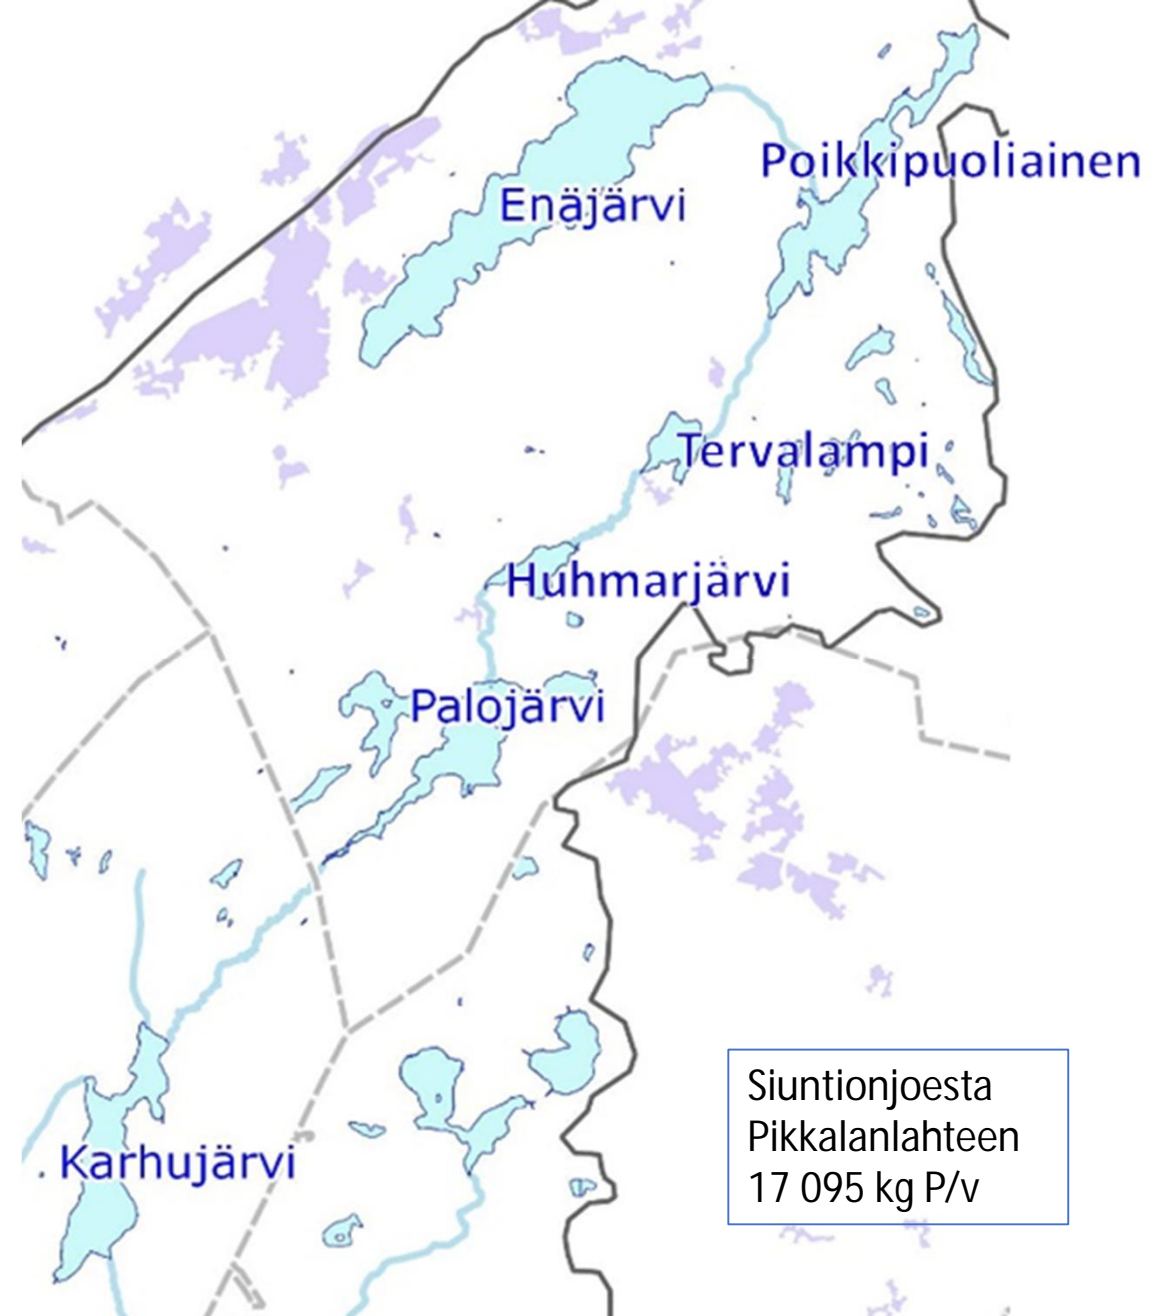 Poikkipuoliainen
Enäjärvi
Tervalampi
Huhmarjärvi
Palojärvi
Karhujärvi
Siuntionjoesta
Pikkalanlahteen
17 095 kg P/v